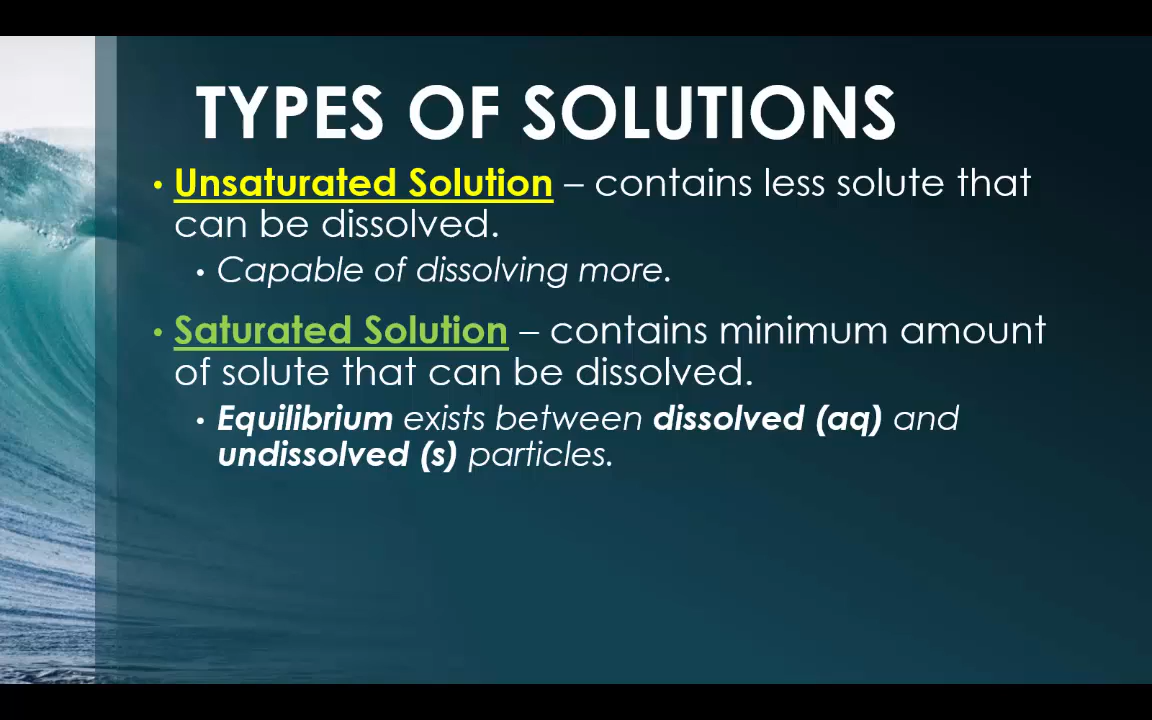 TYPES OF SOLUTIONS
• Unsaturated Solution – contains less solute that
can be dissolved.
• Capable of dissolving more.
• Saturated Solution – contains minimum amount
of solute that can be dissolved.
• Equilibrium exists between dissolved (aq) and
undissolved (s) particles.